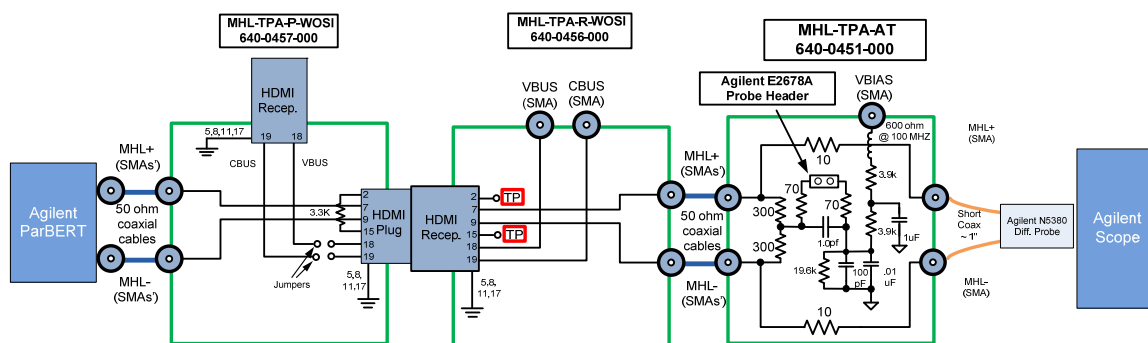 MHL-TPA-P-WOSI
640-0457-000
MHL-TPA-R-WOSI
640-0456-000
MHL-TPA-AT
640-0451-000
HDMI
Recep.
19 18
5,8,11,17
CBUS
VBUS
MHL+
(SMAs')
Agilent
ParBERT
50 ohm
coaxial
cables
MHL-
(SMAs')
3.3K
2
7
9
15
18
19
HDMI
Plug
Jumpers
5,8,
11,17
HDMI
Recep.
2
7
9
15
18
19
TP
TP
5,8,
11,17
VBUS
(SMA)
CBUS
(SMA)
MHL+
(SMAs')
50 ohm
coaxial
cables
MHL-
(SMAs')
Agilent E2678A
Probe Header
VBIAS
(SMA)
600 ohm
@ 100 MHZ
10
3.9k
70
70
300
300
1.0pf
3.9k
1uF
19.6k
100
pF
.01
uF
10
MHL+
(SMA)
Short
Coax
~ 1"
MHL-
(SMA)
Agilent N5380
Diff. Probe
Agilent
Scope